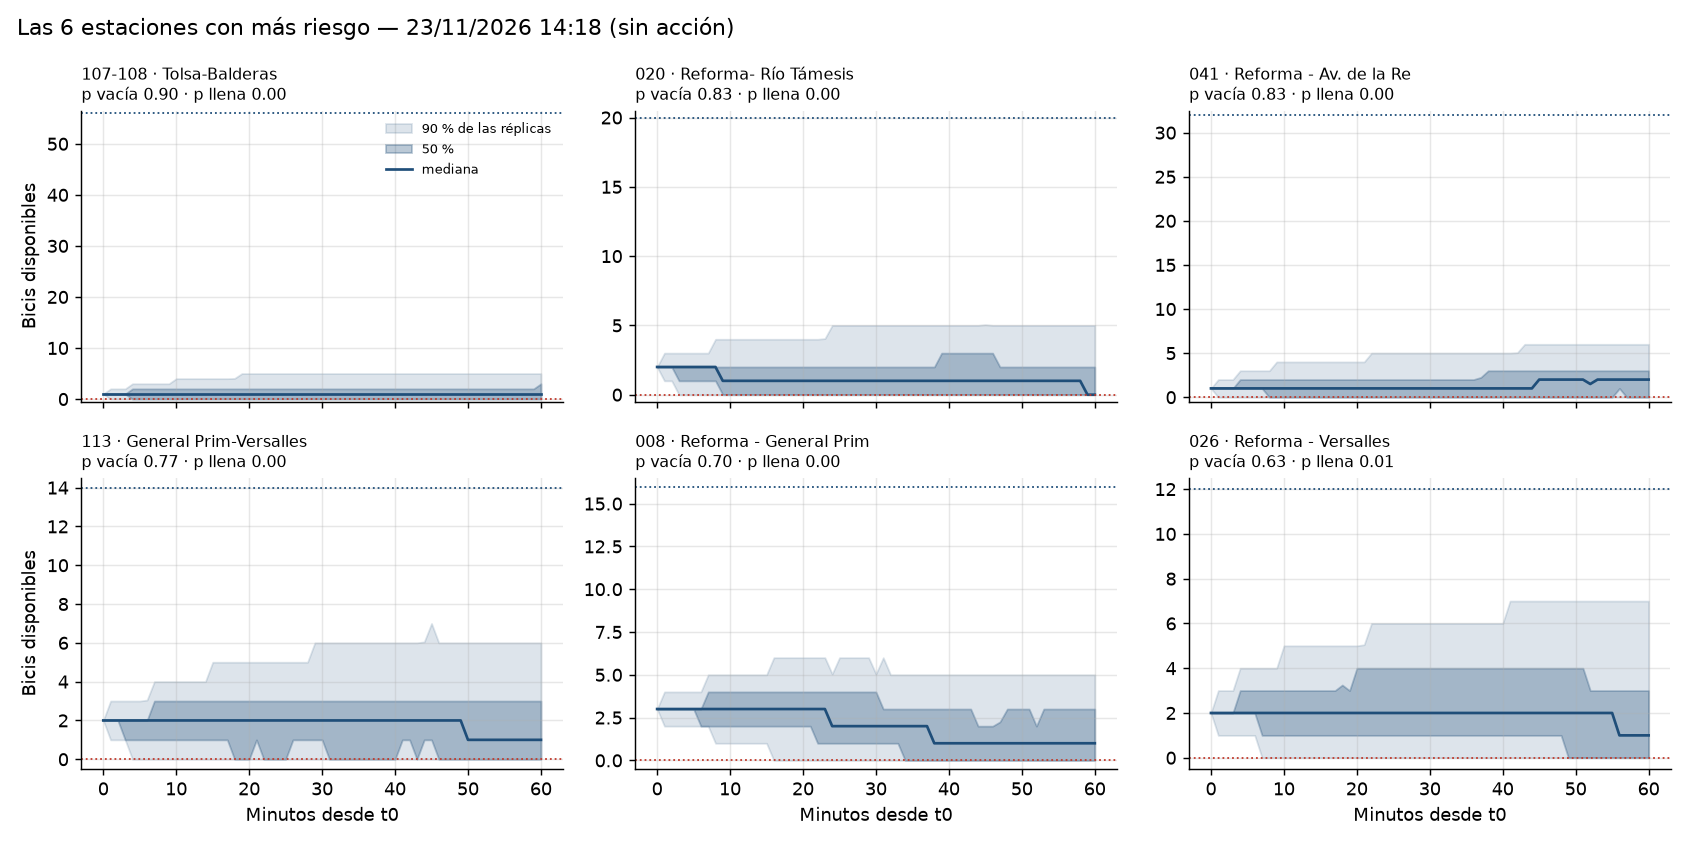 Las 6 estaciones con más riesgo — 23/11/2026 14:18 (sin acción)
107-108 · Tolsa-Balderas
p vacía 0.90 · p llena 0.00
90 % de las réplicas
50 %
mediana
Bicis disponibles
50
40
30
20
10
0
020 · Reforma- Río Támesis
p vacía 0.83 · p llena 0.00
20
15
10
5
0
041 · Reforma - Av. de la Re
p vacía 0.83 · p llena 0.00
30
25
20
15
10
5
0
113 · General Prim-Versalles
p vacía 0.77 · p llena 0.00
Bicis disponibles
14
12
10
8
6
4
2
0
0 10 20 30 40 50 60
Minutos desde t0
008 · Reforma - General Prim
p vacía 0.70 · p llena 0.00
15.0
12.5
10.0
7.5
5.0
2.5
0.0
0 10 20 30 40 50 60
Minutos desde t0
026 · Reforma - Versalles
p vacía 0.63 · p llena 0.01
12
10
8
6
4
2
0
0 10 20 30 40 50 60
Minutos desde t0